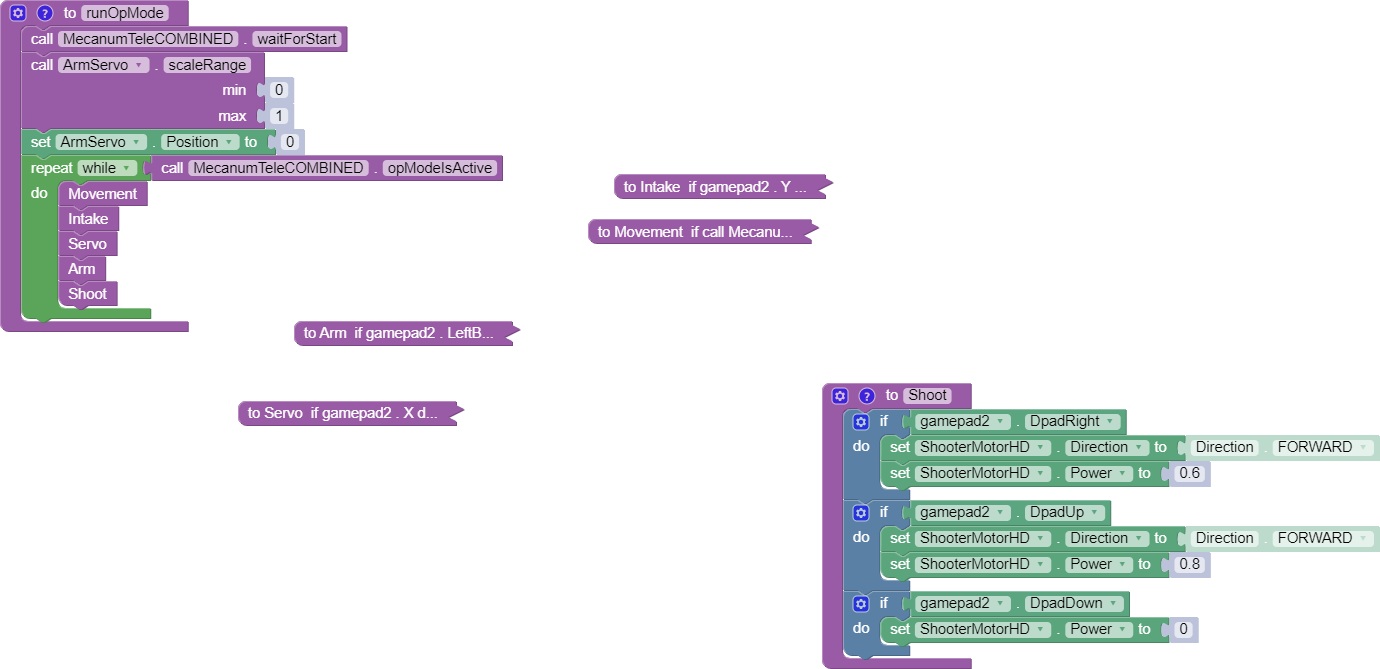 ? to runOpMode
call MecanumTeleCOMBINED . waitForStart
call ArmServo . scaleRange
min 0
max 1
set ArmServo . Position to 0
repeat while call MecanumTeleCOMBINED . opModeIsActive
do Movement
Intake
Servo
Arm
Shoot
to Intake if gamepad2 . Y ...
to Movement if call Mecanu...
to Arm if gamepad2 . LeftB...
to Servo if gamepad2 . X d...
? to Shoot
if gamepad2 . DpadRight
do set ShooterMotorHD . Direction to Direction . FORWARD
set ShooterMotorHD . Power to 0.6
if gamepad2 . DpadUp
do set ShooterMotorHD . Direction to Direction . FORWARD
set ShooterMotorHD . Power to 0.8
if gamepad2 . DpadDown
do set ShooterMotorHD . Power to 0